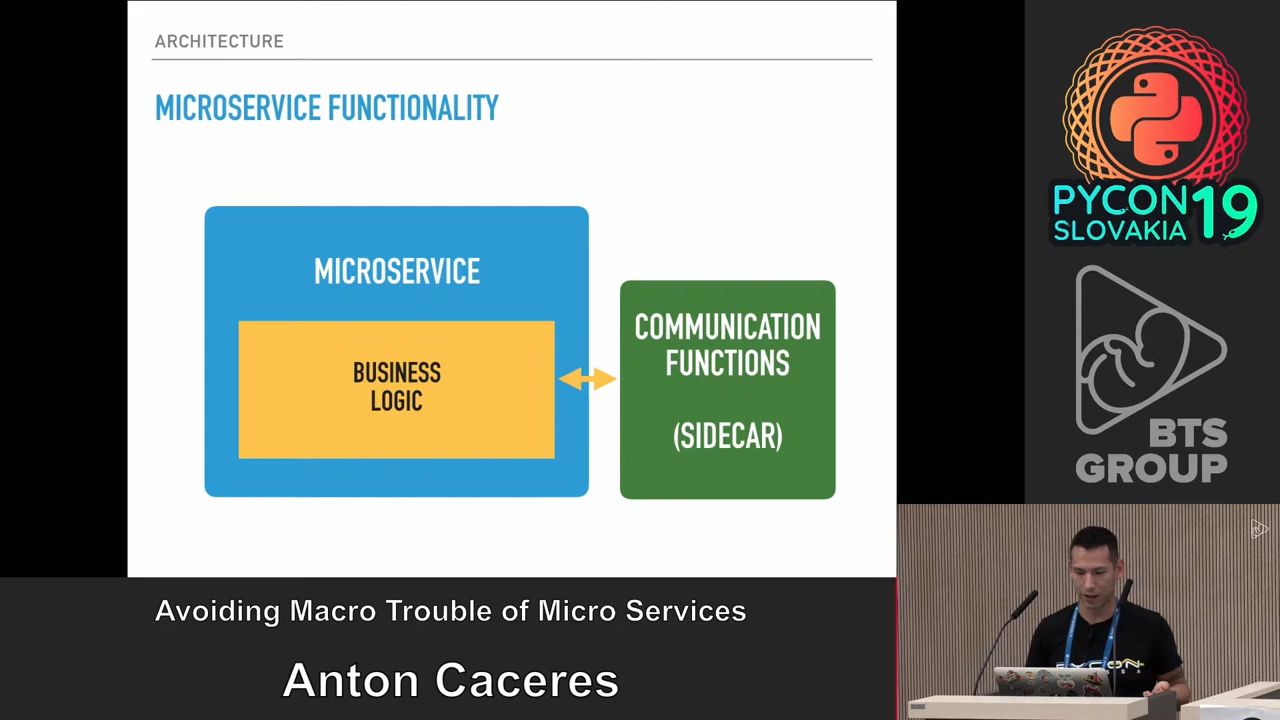 ARCHITECTURE
MICROSERVICE FUNCTIONALITY
MICROSERVICE
BUSINESS
LOGIC
COMMUNICATION
FUNCTIONS
(SIDECAR)
PYCON 19
SLOVAKIA
BTS
GROUP
PYCON
Avoiding Macro Trouble of Micro Services
Anton Caceres